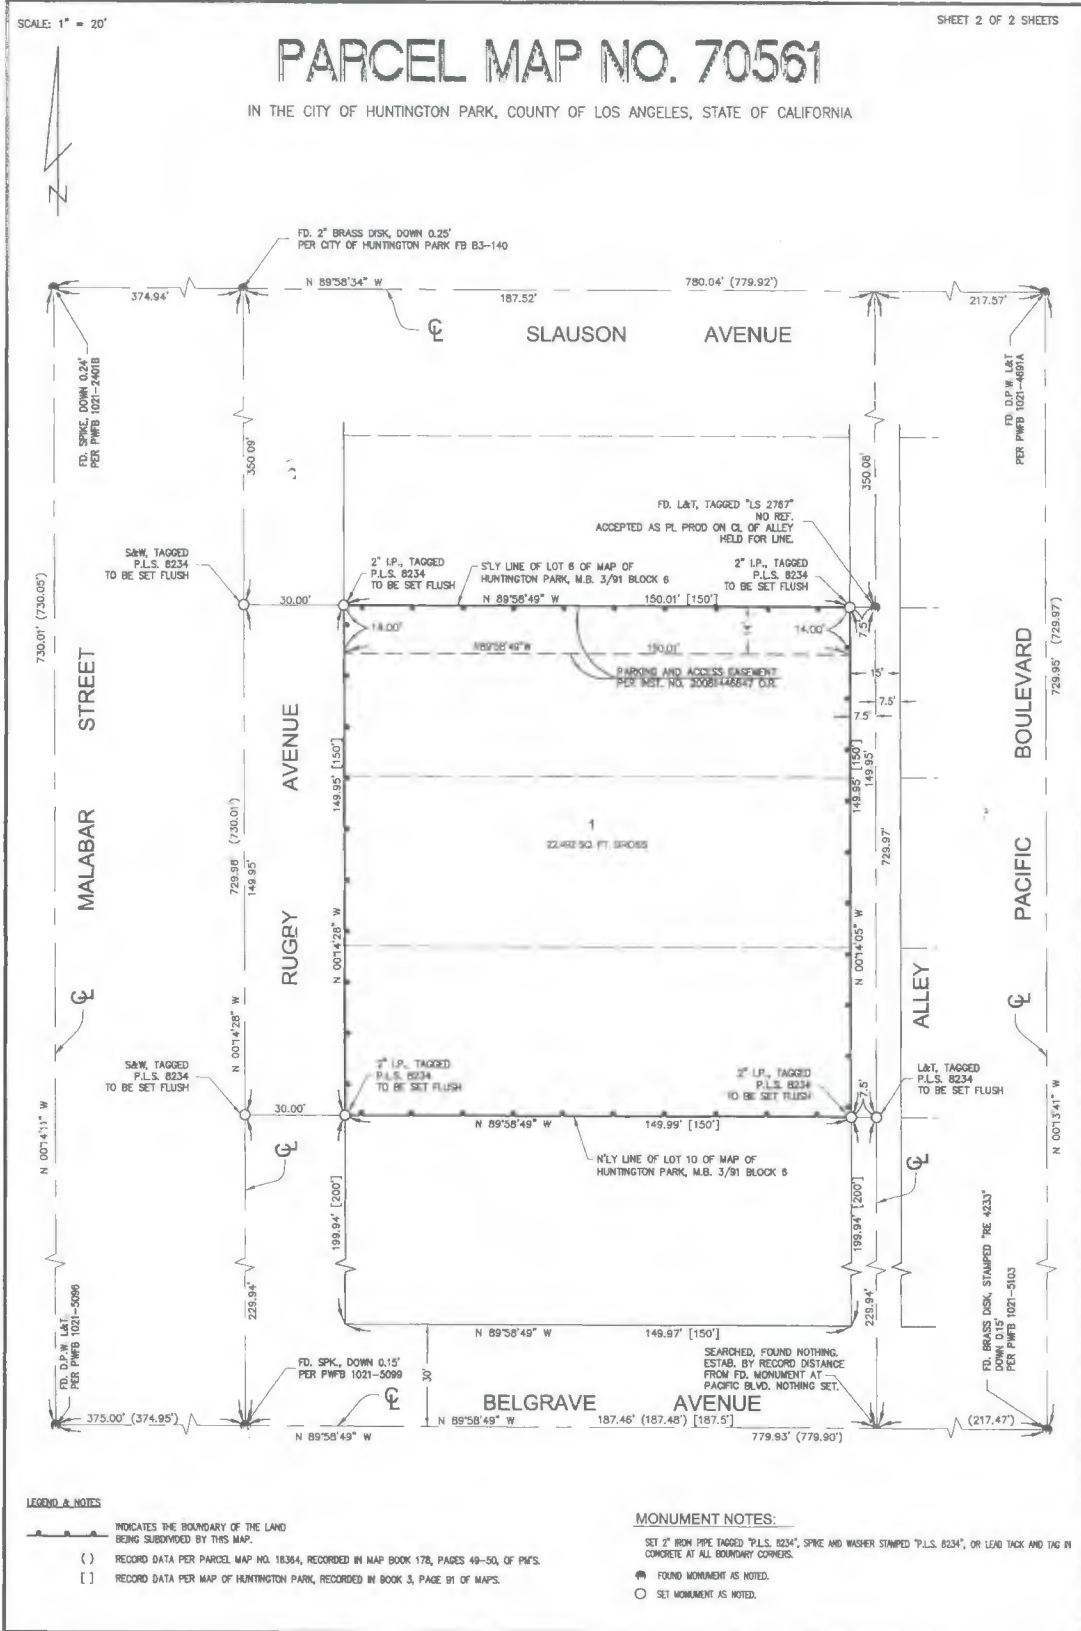 SCALE: 1" = 20'
SHEET 2 OF 2 SHEETS
PARCEL MAP NO. 70561
IN THE CITY OF HUNTINGTON PARK, COUNTY OF LOS ANGELES, STATE OF CALIFORNIA
N
FD. 2" BRASS DISK, DOWN 0.25'
PER CITY OF HUNTINGTON PARK FB 83-140
374.94'
N 89°58'34" W
187.52'
780.04' (779.92')
217.57'
SLAUSON AVENUE
FD. SPIKE, DOWN 0.24'
PER PWFB 1021-2401B
FD. D.P.W. L&T
PER PWFB 1021-4691A
350.09'
350.08'
FD. L&T, TAGGED "LS 2767"
NO REF.
ACCEPTED AS PL PROD ON CL OF ALLEY
HELD FOR LINE.
S&W, TAGGED
P.L.S. 8234
TO BE SET FLUSH
2" I.P., TAGGED
P.L.S. 8234
TO BE SET FLUSH
S'LY LINE OF LOT 6 OF MAP OF
HUNTINGTON PARK, M.B. 3/91 BLOCK 6
2" I.P., TAGGED
P.L.S. 8234
TO BE SET FLUSH
30.00'
N 89°58'49" W
150.01' [150']
14.00'
14.00'
7.5'
N89°58'49"W
150.01'
PARKING AND ACCESS EASEMENT
PER INST. NO. 20081446647 O.R.
15'
7.5'
7.5'
730.01' (730.05')
MALABAR STREET
RUGBY AVENUE
149.95' [150']
149.95' [150']
149.95'
729.97'
729.95' (729.97')
PACIFIC BOULEVARD
1
22,492 SQ. FT. GROSS
729.98' (730.01')
149.95'
N 00°14'28" W
N 00°14'28" W
N 00°14'05" W
ALLEY
S&W, TAGGED
P.L.S. 8234
TO BE SET FLUSH
2" I.P., TAGGED
P.L.S. 8234
TO BE SET FLUSH
2" I.P., TAGGED
P.L.S. 8234
TO BE SET FLUSH
L&T, TAGGED
P.L.S. 8234
TO BE SET FLUSH
7.5'
30.00'
N 89°58'49" W
149.99' [150']
N 00°14'11" W
N 00°13'41" W
N'LY LINE OF LOT 10 OF MAP OF
HUNTINGTON PARK, M.B. 3/91 BLOCK 6
199.94' [200']
199.94' [200']
229.94'
229.94'
FD. BRASS DISK, STAMPED "RE 4233"
DOWN 0.15'
PER PWFB 1021-5103
FD. D.P.W. L&T
PER PWFB 1021-5096
N 89°58'49" W
149.97' [150']
FD. SPK., DOWN 0.15'
PER PWFB 1021-5099
30'
SEARCHED, FOUND NOTHING.
ESTAB. BY RECORD DISTANCE
FROM FD. MONUMENT AT
PACIFIC BLVD. NOTHING SET.
BELGRAVE AVENUE
375.00' (374.95')
N 89°58'49" W
187.46' (187.48') [187.5']
(217.47')
N 89°58'49" W
779.93' (779.90')
LEGEND & NOTES
INDICATES THE BOUNDARY OF THE LAND
BEING SUBDIVIDED BY THIS MAP.
( ) RECORD DATA PER PARCEL MAP NO. 18364, RECORDED IN MAP BOOK 178, PAGES 49-50, OF PM'S.
[ ] RECORD DATA PER MAP OF HUNTINGTON PARK, RECORDED IN BOOK 3, PAGE 91 OF MAPS.
MONUMENT NOTES:
SET 2" IRON PIPE TAGGED "P.L.S. 8234", SPIKE AND WASHER STAMPED "P.L.S. 8234", OR LEAD TACK AND TAG IN
CONCRETE AT ALL BOUNDARY CORNERS.
FOUND MONUMENT AS NOTED.
SET MONUMENT AS NOTED.